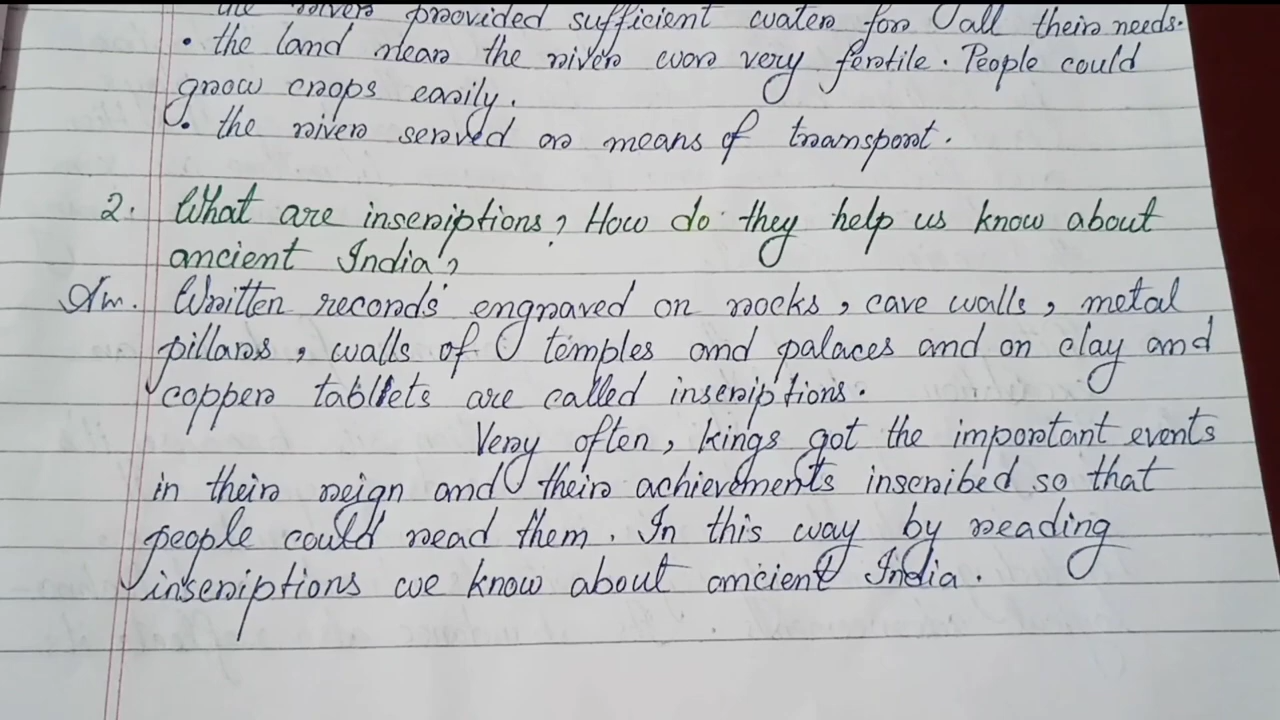 the rivers provided sufficient water for all their needs.
• the land near the river was very fertile. People could
grow crops easily.
• the rivers served as means of transport.
2. What are inscriptions? How do they help us know about
ancient India?
Ans. Written records engraved on rocks, cave walls, metal
pillars, walls of temples and palaces and on clay and
copper tablets are called inscriptions.
Very often, kings got the important events
in their reign and their achievements inscribed so that
people could read them. In this way by reading
inscriptions we know about ancient India.